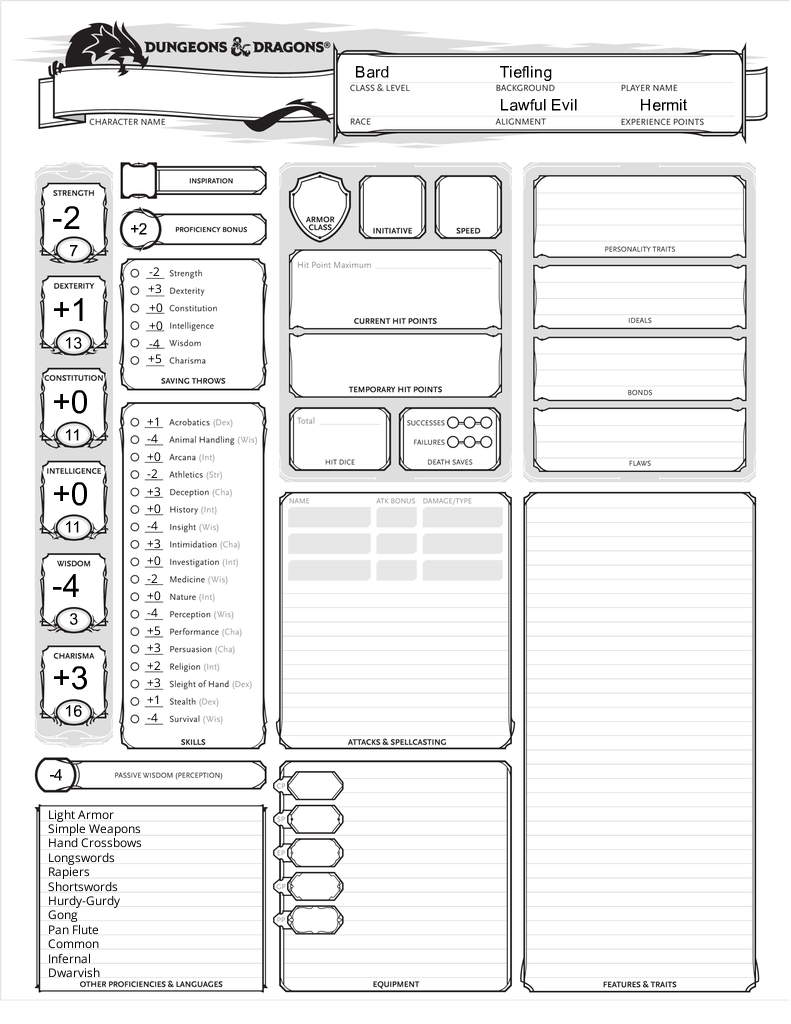 DUNGEONS & DRAGONS®
Bard Tiefling
CLASS & LEVEL BACKGROUND PLAYER NAME
Lawful Evil Hermit
RACE ALIGNMENT EXPERIENCE POINTS
CHARACTER NAME
STRENGTH
-2
7
DEXTERITY
+1
13
CONSTITUTION
+0
11
INTELLIGENCE
+0
11
WISDOM
-4
3
CHARISMA
+3
16
INSPIRATION
+2 PROFICIENCY BONUS
-2 Strength
+3 Dexterity
+0 Constitution
+0 Intelligence
-4 Wisdom
+5 Charisma
SAVING THROWS
+1 Acrobatics (Dex)
-4 Animal Handling (Wis)
+0 Arcana (Int)
-2 Athletics (Str)
+3 Deception (Cha)
+0 History (Int)
-4 Insight (Wis)
+3 Intimidation (Cha)
+0 Investigation (Int)
-2 Medicine (Wis)
+0 Nature (Int)
-4 Perception (Wis)
+5 Performance (Cha)
+3 Persuasion (Cha)
+2 Religion (Int)
+3 Sleight of Hand (Dex)
+1 Stealth (Dex)
-4 Survival (Wis)
SKILLS
-4 PASSIVE WISDOM (PERCEPTION)
Light Armor
Simple Weapons
Hand Crossbows
Longswords
Rapiers
Shortswords
Hurdy-Gurdy
Gong
Pan Flute
Common
Infernal
Dwarvish
OTHER PROFICIENCIES & LANGUAGES
ARMOR
CLASS
INITIATIVE
SPEED
Hit Point Maximum
CURRENT HIT POINTS
TEMPORARY HIT POINTS
Total
HIT DICE
SUCCESSES
FAILURES
DEATH SAVES
NAME ATK BONUS DAMAGE/TYPE
ATTACKS & SPELLCASTING
CP
SP
EP
GP
PP
EQUIPMENT
PERSONALITY TRAITS
IDEALS
BONDS
FLAWS
FEATURES & TRAITS